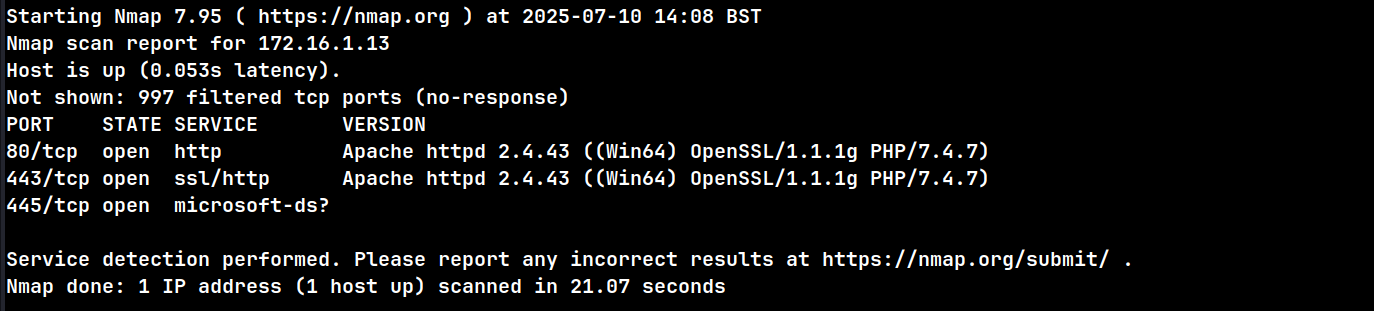 Starting Nmap 7.95 ( https://nmap.org ) at 2025-07-10 14:08 BST
Nmap scan report for 172.16.1.13
Host is up (0.053s latency).
Not shown: 997 filtered tcp ports (no-response)
PORT    STATE SERVICE       VERSION
80/tcp  open  http          Apache httpd 2.4.43 ((Win64) OpenSSL/1.1.1g PHP/7.4.7)
443/tcp open  ssl/http      Apache httpd 2.4.43 ((Win64) OpenSSL/1.1.1g PHP/7.4.7)
445/tcp open  microsoft-ds?
Service detection performed. Please report any incorrect results at https://nmap.org/submit/ .
Nmap done: 1 IP address (1 host up) scanned in 21.07 seconds